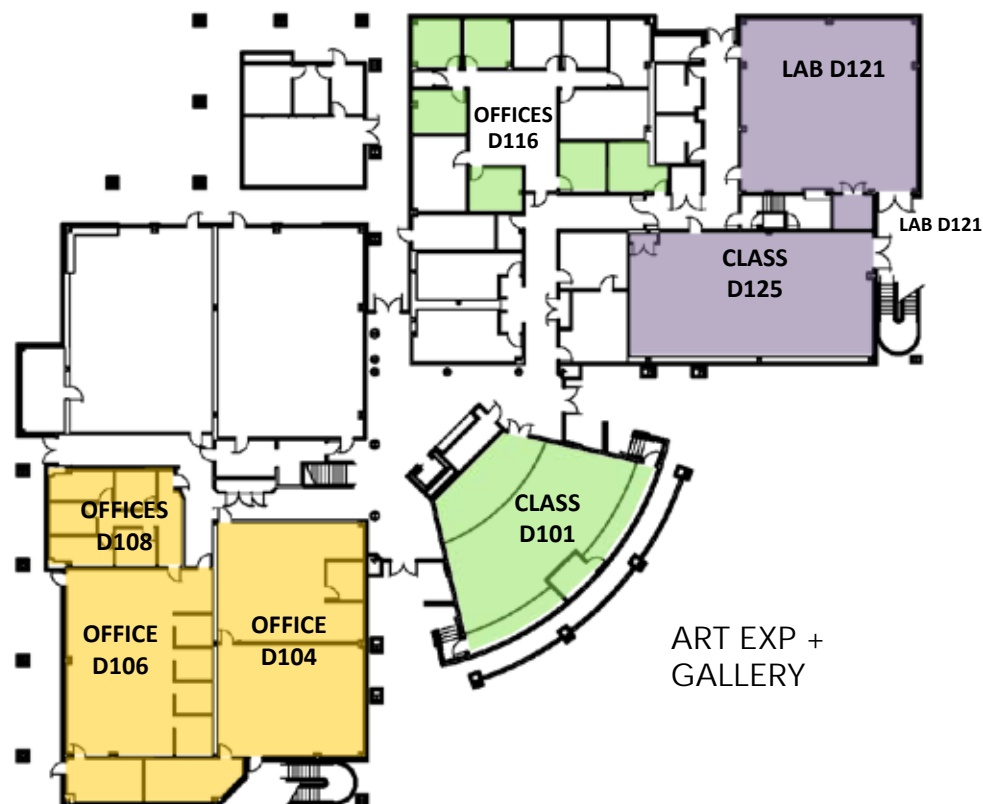 LAB D121
OFFICES
D116
LAB D121
CLASS
D125
OFFICES
D108
CLASS
D101
OFFICE
D106
OFFICE
D104
ART EXP +
GALLERY